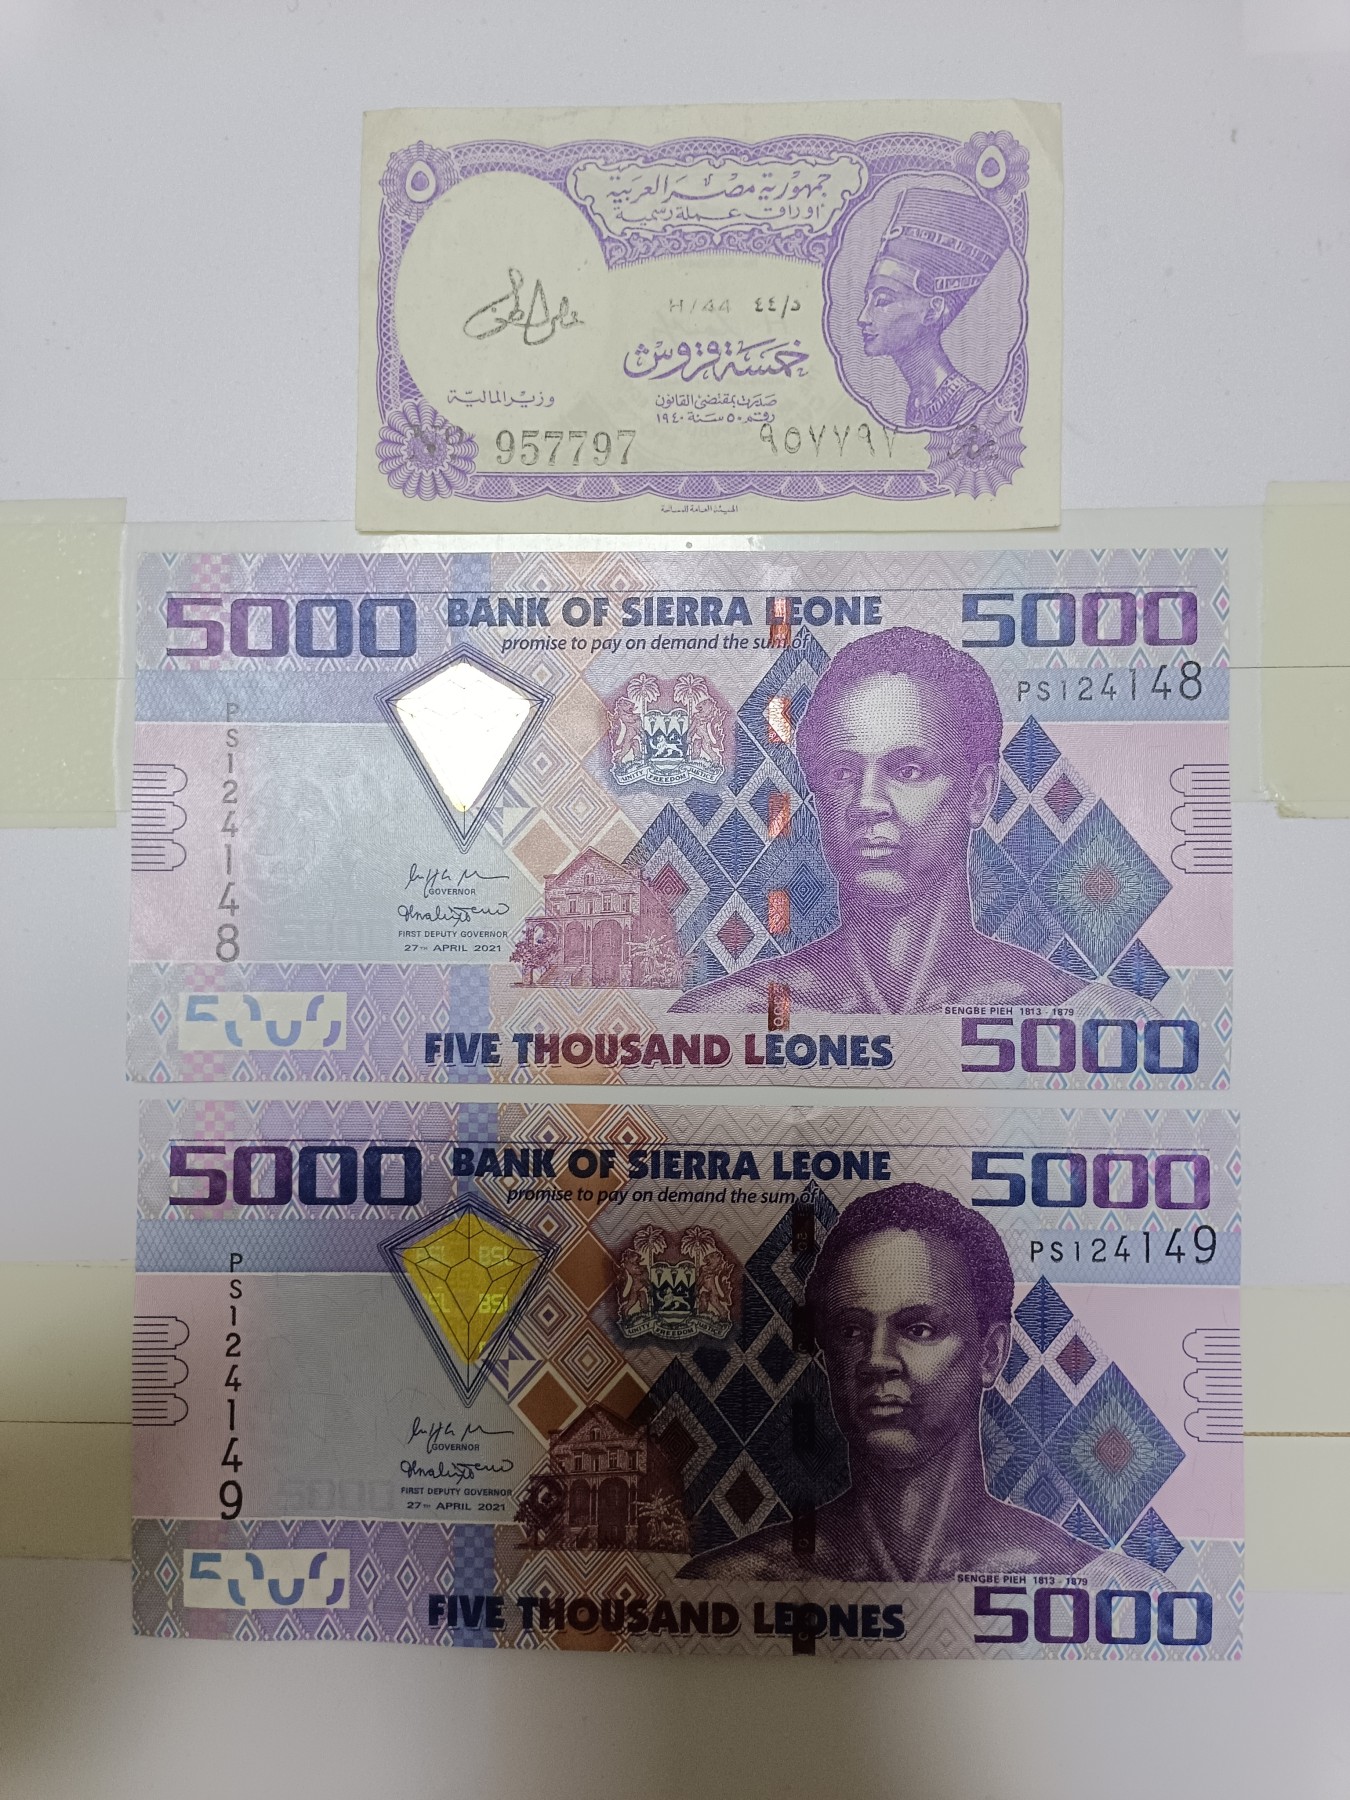 ٥
٥
جمهورية مصر العربية
أوراق عملة رسمية
H/44 د/٤٤
خمسة قروش
وزير المالية
صدرت بمقتضى القانون
رقم ٥٠ سنة ١٩٤٠
957797
٩٥٧٧٩٧
5000 BANK OF SIERRA LEONE 5000
promise to pay on demand the sum of
PS124148
PS124148
UNITY FREEDOM JUSTICE
GOVERNOR
FIRST DEPUTY GOVERNOR
27TH APRIL 2021
SENGBE PIEH 1813 - 1879
FIVE THOUSAND LEONES 5000
5000 BANK OF SIERRA LEONE 5000
promise to pay on demand the sum of
PS124149
PS124149
BSL BSL
UNITY FREEDOM JUSTICE
GOVERNOR
FIRST DEPUTY GOVERNOR
27TH APRIL 2021
5000
SENGBE PIEH 1813 - 1879
FIVE THOUSAND LEONES 5000